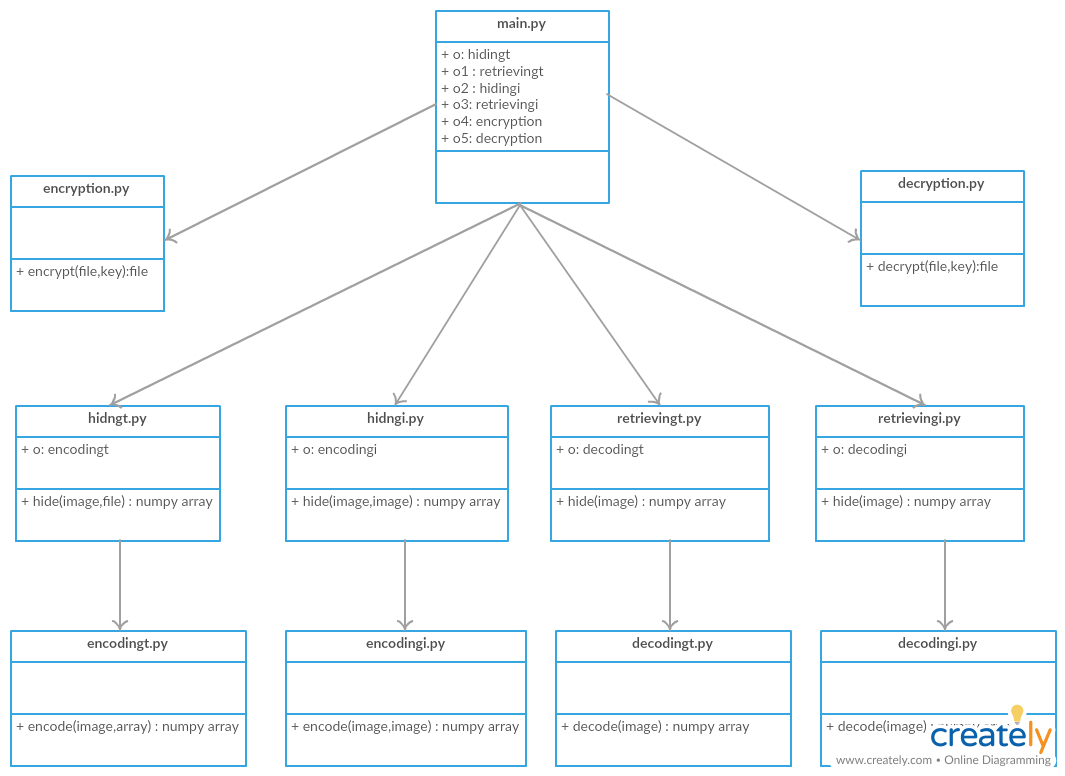 main.py
+ o: hidingt
+ o1 : retrievingt
+ o2 : hidingi
+ o3: retrievingi
+ o4: encryption
+ o5: decryption
encryption.py
+ encrypt(file,key):file
decryption.py
+ decrypt(file,key):file
hidngt.py
+ o: encodingt
+ hide(image,file) : numpy array
hidngi.py
+ o: encodingi
+ hide(image,image) : numpy array
retrievingt.py
+ o: decodingt
+ hide(image) : numpy array
retrievingi.py
+ o: decodingi
+ hide(image) : numpy array
encodingt.py
+ encode(image,array) : numpy array
encodingi.py
+ encode(image,image) : numpy array
decodingt.py
+ decode(image) : numpy array
decodingi.py
+ decode(image)
creately
www.creately.com • Online Diagramming